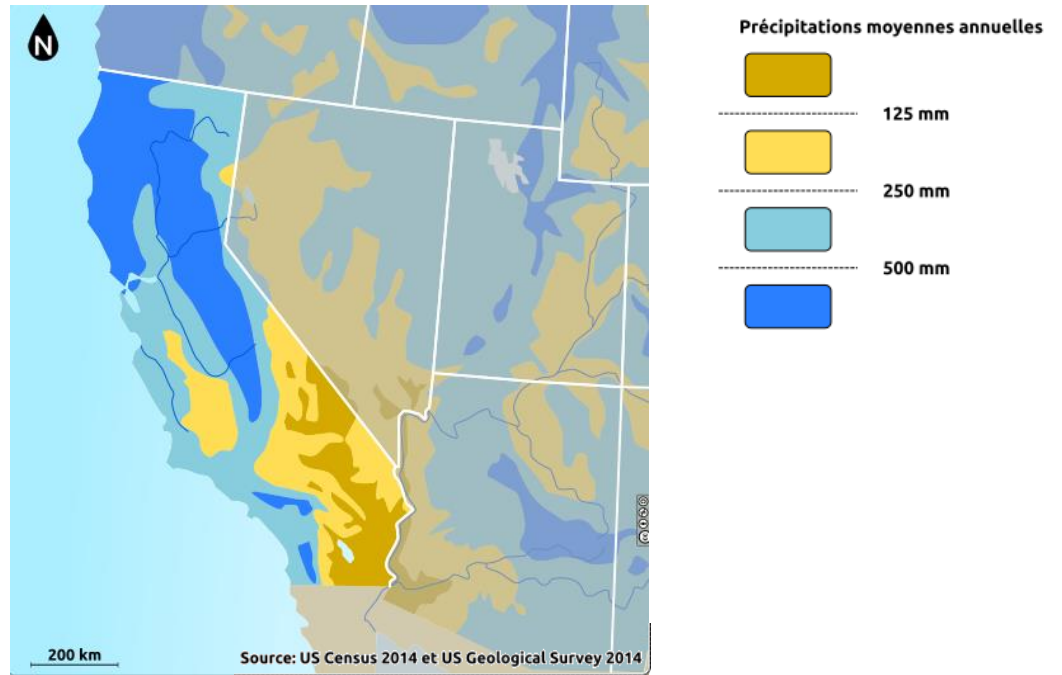 N
Précipitations moyennes annuelles
125 mm
250 mm
500 mm
200 km
Source: US Census 2014 et US Geological Survey 2014